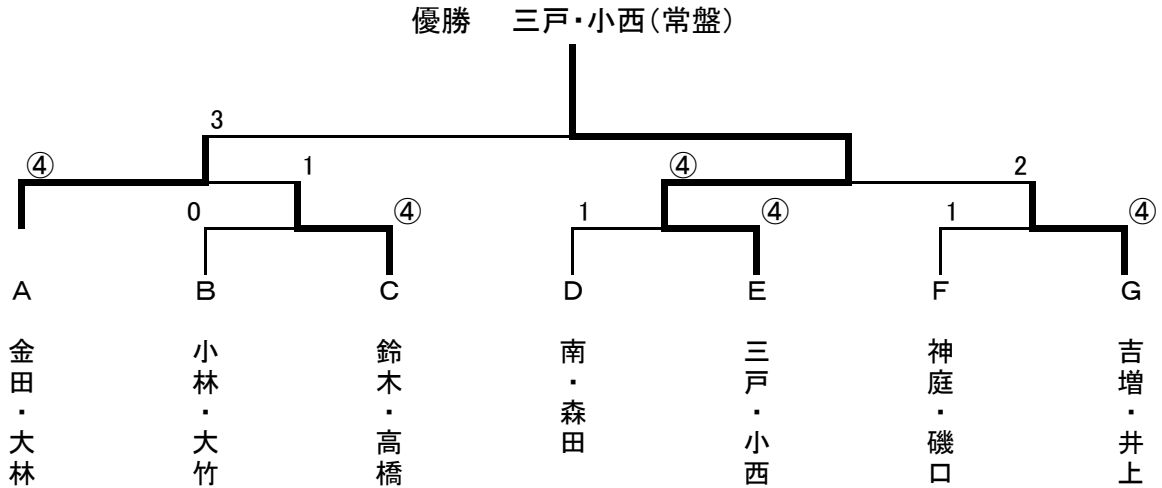 優勝　三戸・小西(常盤)
3
④ 1 ④ 2
0 ④ 1 ④ 1 ④
A B C D E F G
金田・大林
小林・大竹
鈴木・高橋
南・森田
三戸・小西
神庭・磯口
吉増・井上